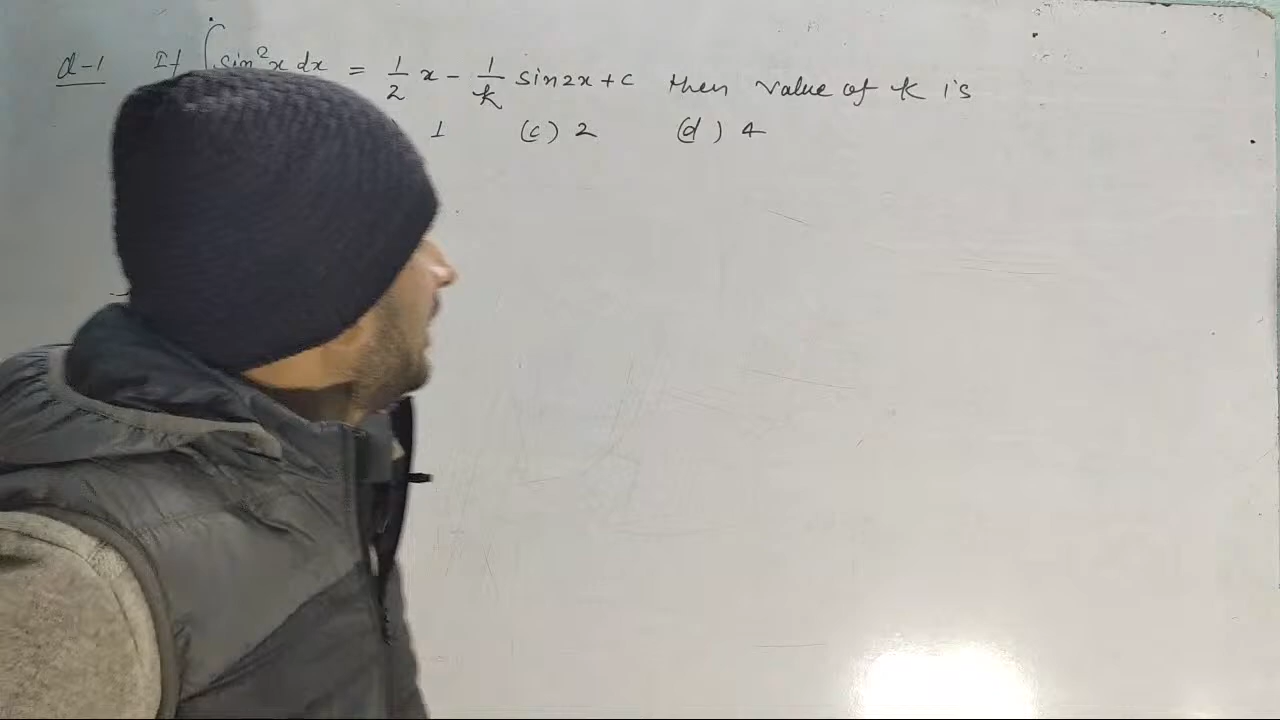 Q-1 If ∫ sin²x dx = 1/2 x - 1/k sin2x + c then value of k is
1 (c) 2 (d) 4